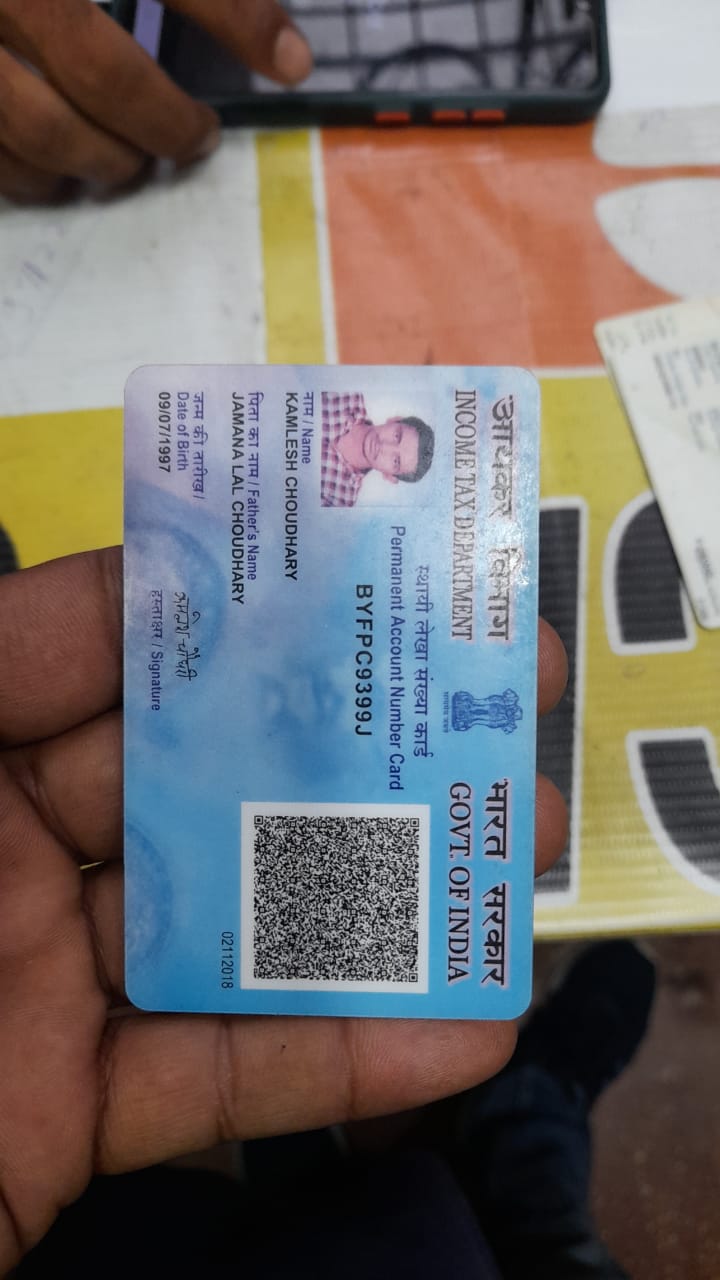 आयकर विभाग
INCOME TAX DEPARTMENT
भारत सरकार
GOVT. OF INDIA
स्थायी लेखा संख्या कार्ड
Permanent Account Number Card
BYFPC9399J
नाम / Name
KAMLESH CHOUDHARY
पिता का नाम / Father's Name
JAMANA LAL CHOUDHARY
जन्म की तारीख /
Date of Birth
09/07/1997
हस्ताक्षर / Signature
02112018